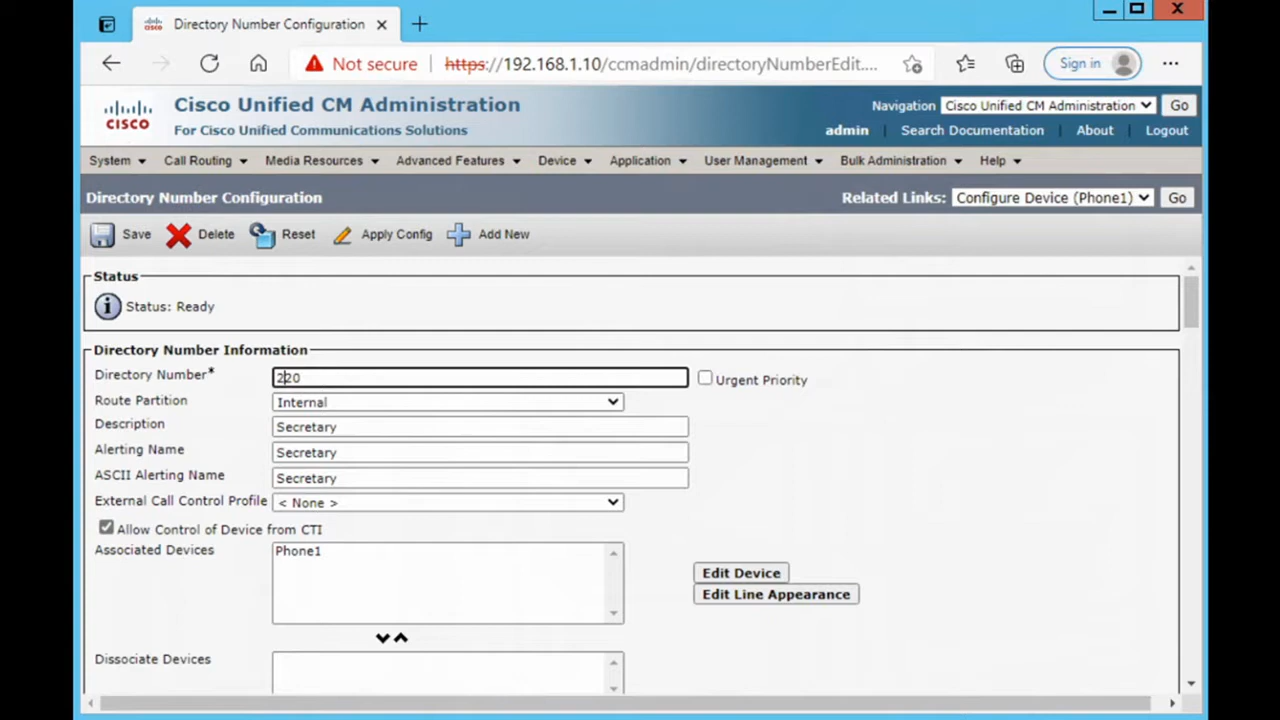 Directory Number Configuration
Not secure https://192.168.1.10/ccmadmin/directoryNumberEdit.... Sign in
CISCO
Cisco Unified CM Administration
For Cisco Unified Communications Solutions
Navigation Cisco Unified CM Administration Go
admin | Search Documentation | About | Logout
System Call Routing Media Resources Advanced Features Device Application User Management Bulk Administration Help
Directory Number Configuration Related Links: Configure Device (Phone1) Go
Save Delete Reset Apply Config Add New
Status
Status: Ready
Directory Number Information
Directory Number* 220 Urgent Priority
Route Partition Internal
Description Secretary
Alerting Name Secretary
ASCII Alerting Name Secretary
External Call Control Profile < None >
Allow Control of Device from CTI
Associated Devices Phone1
Edit Device
Edit Line Appearance
Dissociate Devices